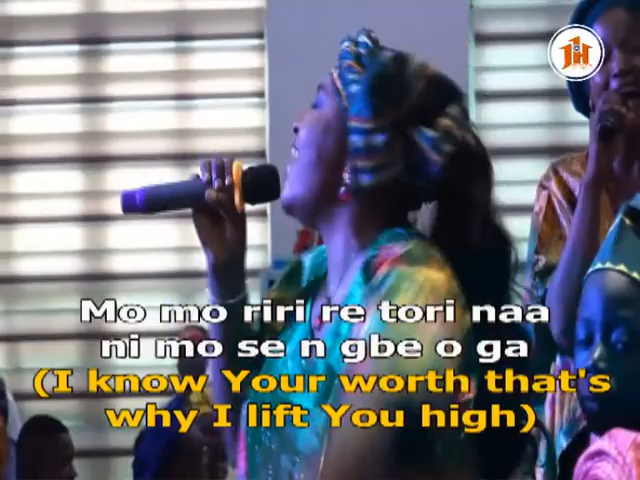 Mo mo riri re tori naa
ni mo se n gbe o ga
(I know Your worth that's
why I lift You high)